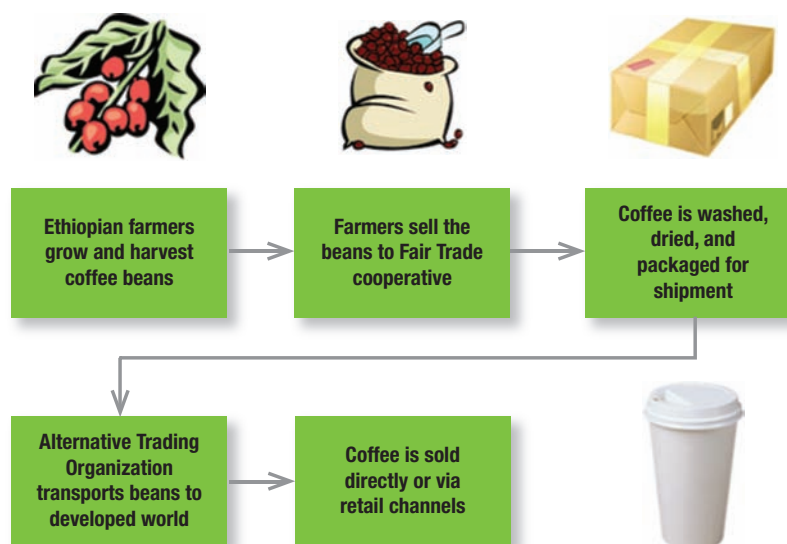 Ethiopian farmers
grow and harvest
coffee beans
Farmers sell the
beans to Fair Trade
cooperative
Coffee is washed,
dried, and
packaged for
shipment
Alternative Trading
Organization
transports beans to
developed world
Coffee is sold
directly or via
retail channels